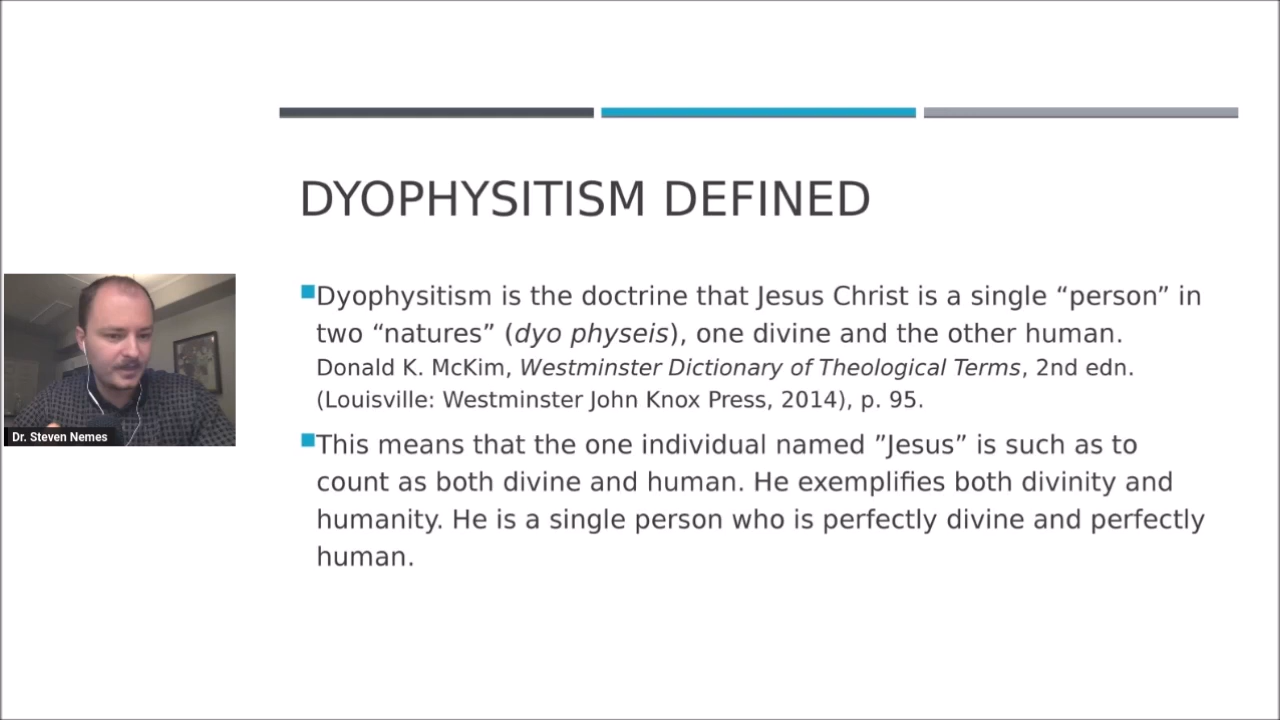 DYOPHYSITISM DEFINED
Dyophysitism is the doctrine that Jesus Christ is a single “person” in
two “natures” (dyo physeis), one divine and the other human.
Donald K. McKim, Westminster Dictionary of Theological Terms, 2nd edn.
(Louisville: Westminster John Knox Press, 2014), p. 95.
This means that the one individual named ”Jesus” is such as to
count as both divine and human. He exemplifies both divinity and
humanity. He is a single person who is perfectly divine and perfectly
human.
Dr. Steven Nemes